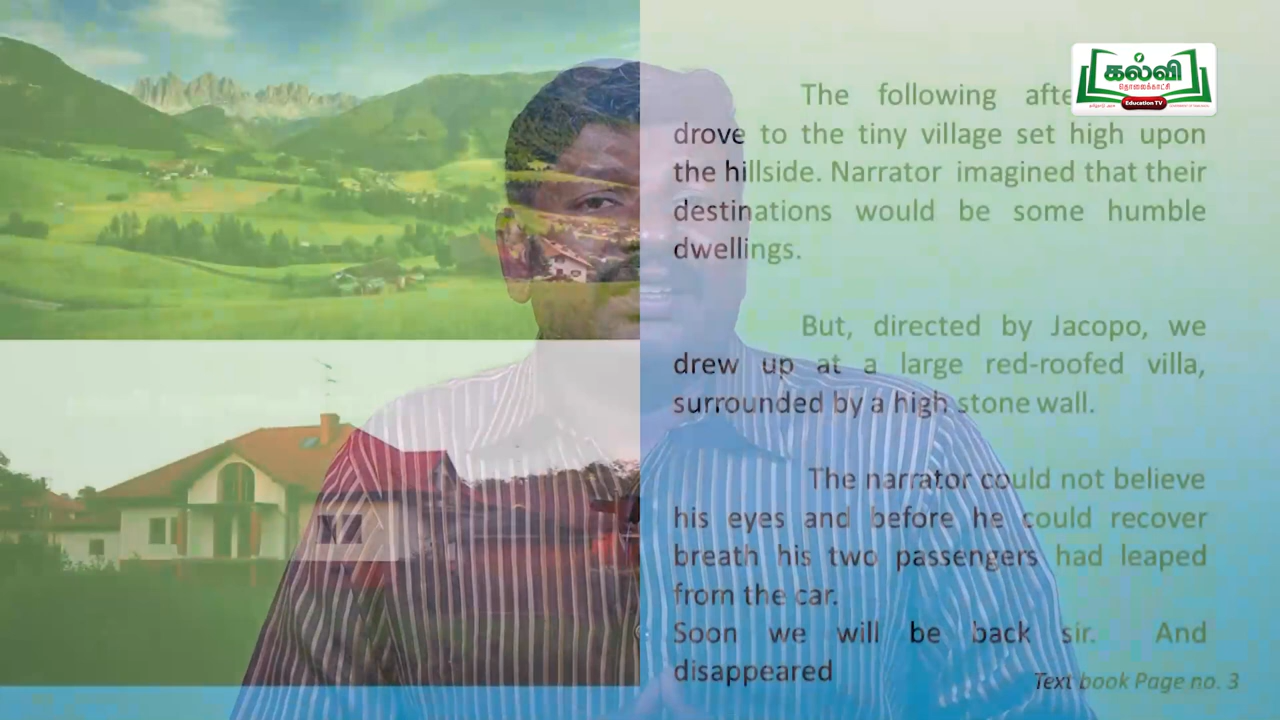 கல்வி
தொலைக்காட்சி
Education TV
The following afte
drove to the tiny village set high upon
the hillside. Narrator imagined that their
destinations would be some humble
dwellings.
But, directed by Jacopo, we
drew up at a large red-roofed villa,
surrounded by a high stone wall.
The narrator could not believe
his eyes and before he could recover
breath his two passengers had leaped
from the car.
Soon we will be back sir. And
disappeared
Text book Page no. 3